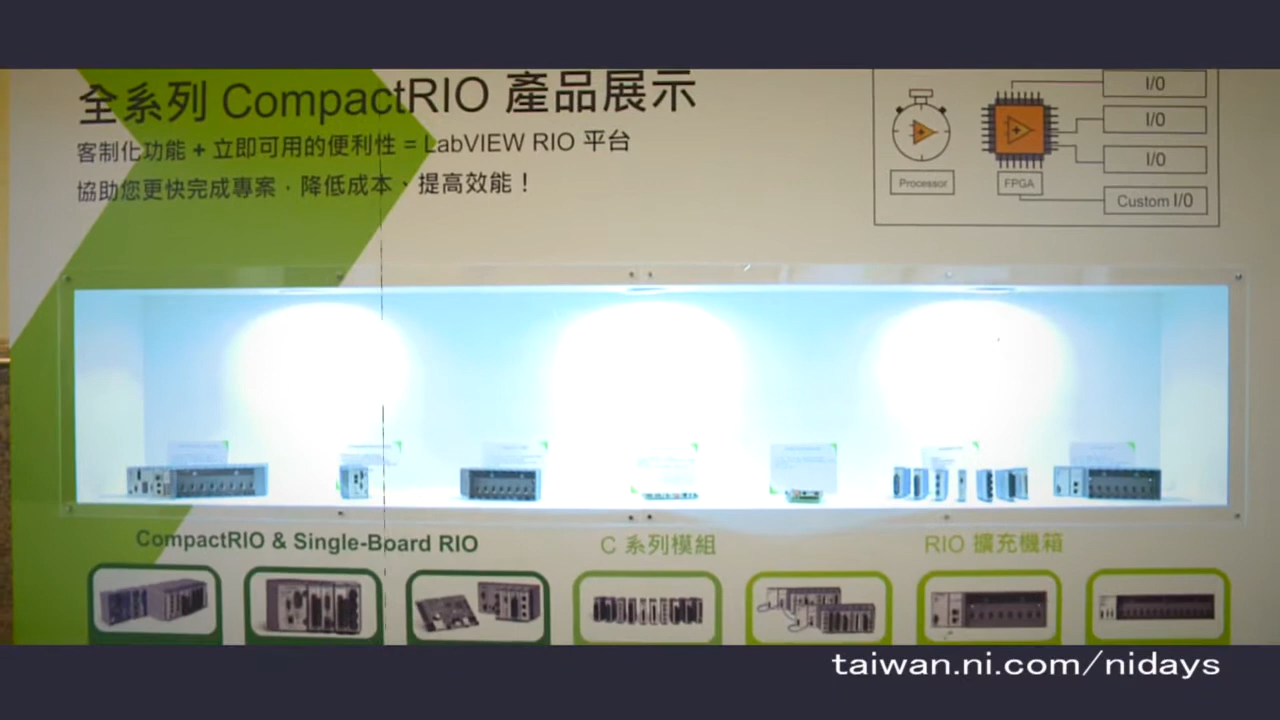 全系列 CompactRIO 產品展示
客制化功能 + 立即可用的便利性 = LabVIEW RIO 平台
協助您更快完成專案．降低成本、提高效能！
I/O
I/O
I/O
Processor
FPGA
Custom I/O
CompactRIO & Single-Board RIO
C 系列模組
RIO 擴充機箱
taiwan.ni.com/nidays